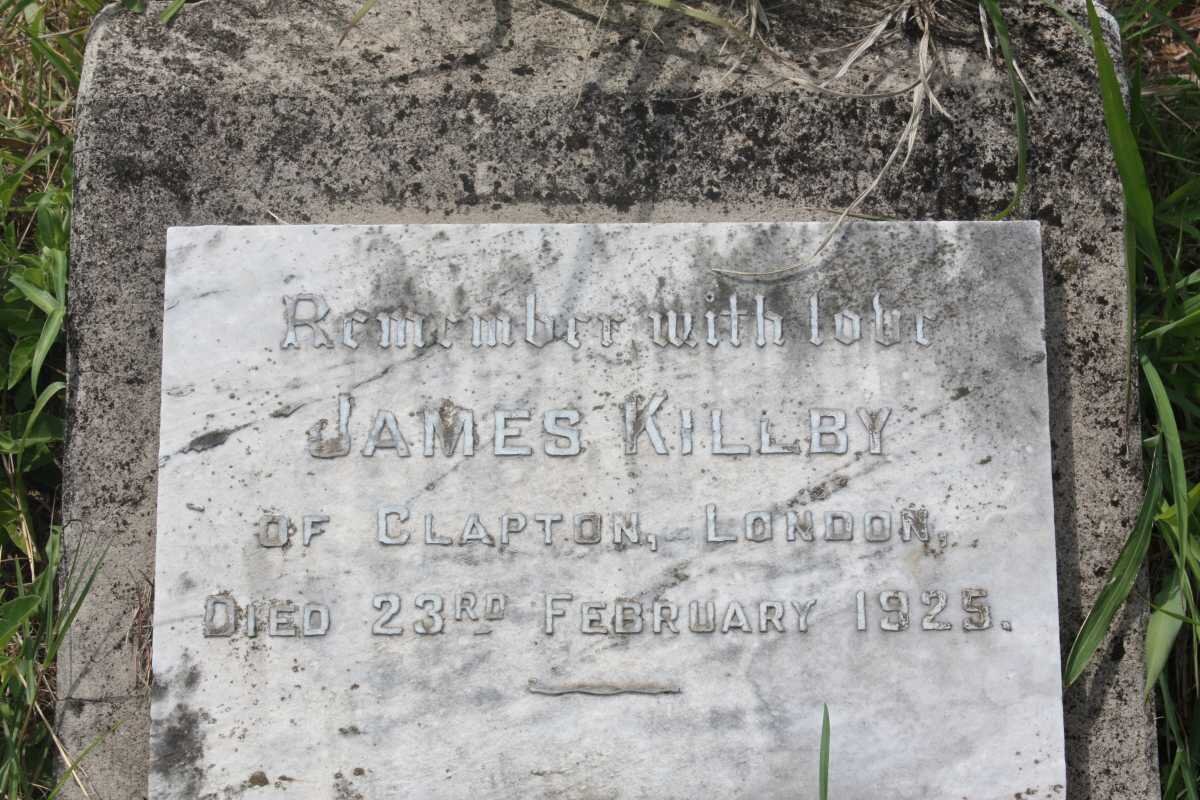 Remember with love
JAMES KILLBY
OF CLAPTON, LONDON,
DIED 23RD FEBRUARY 1925.